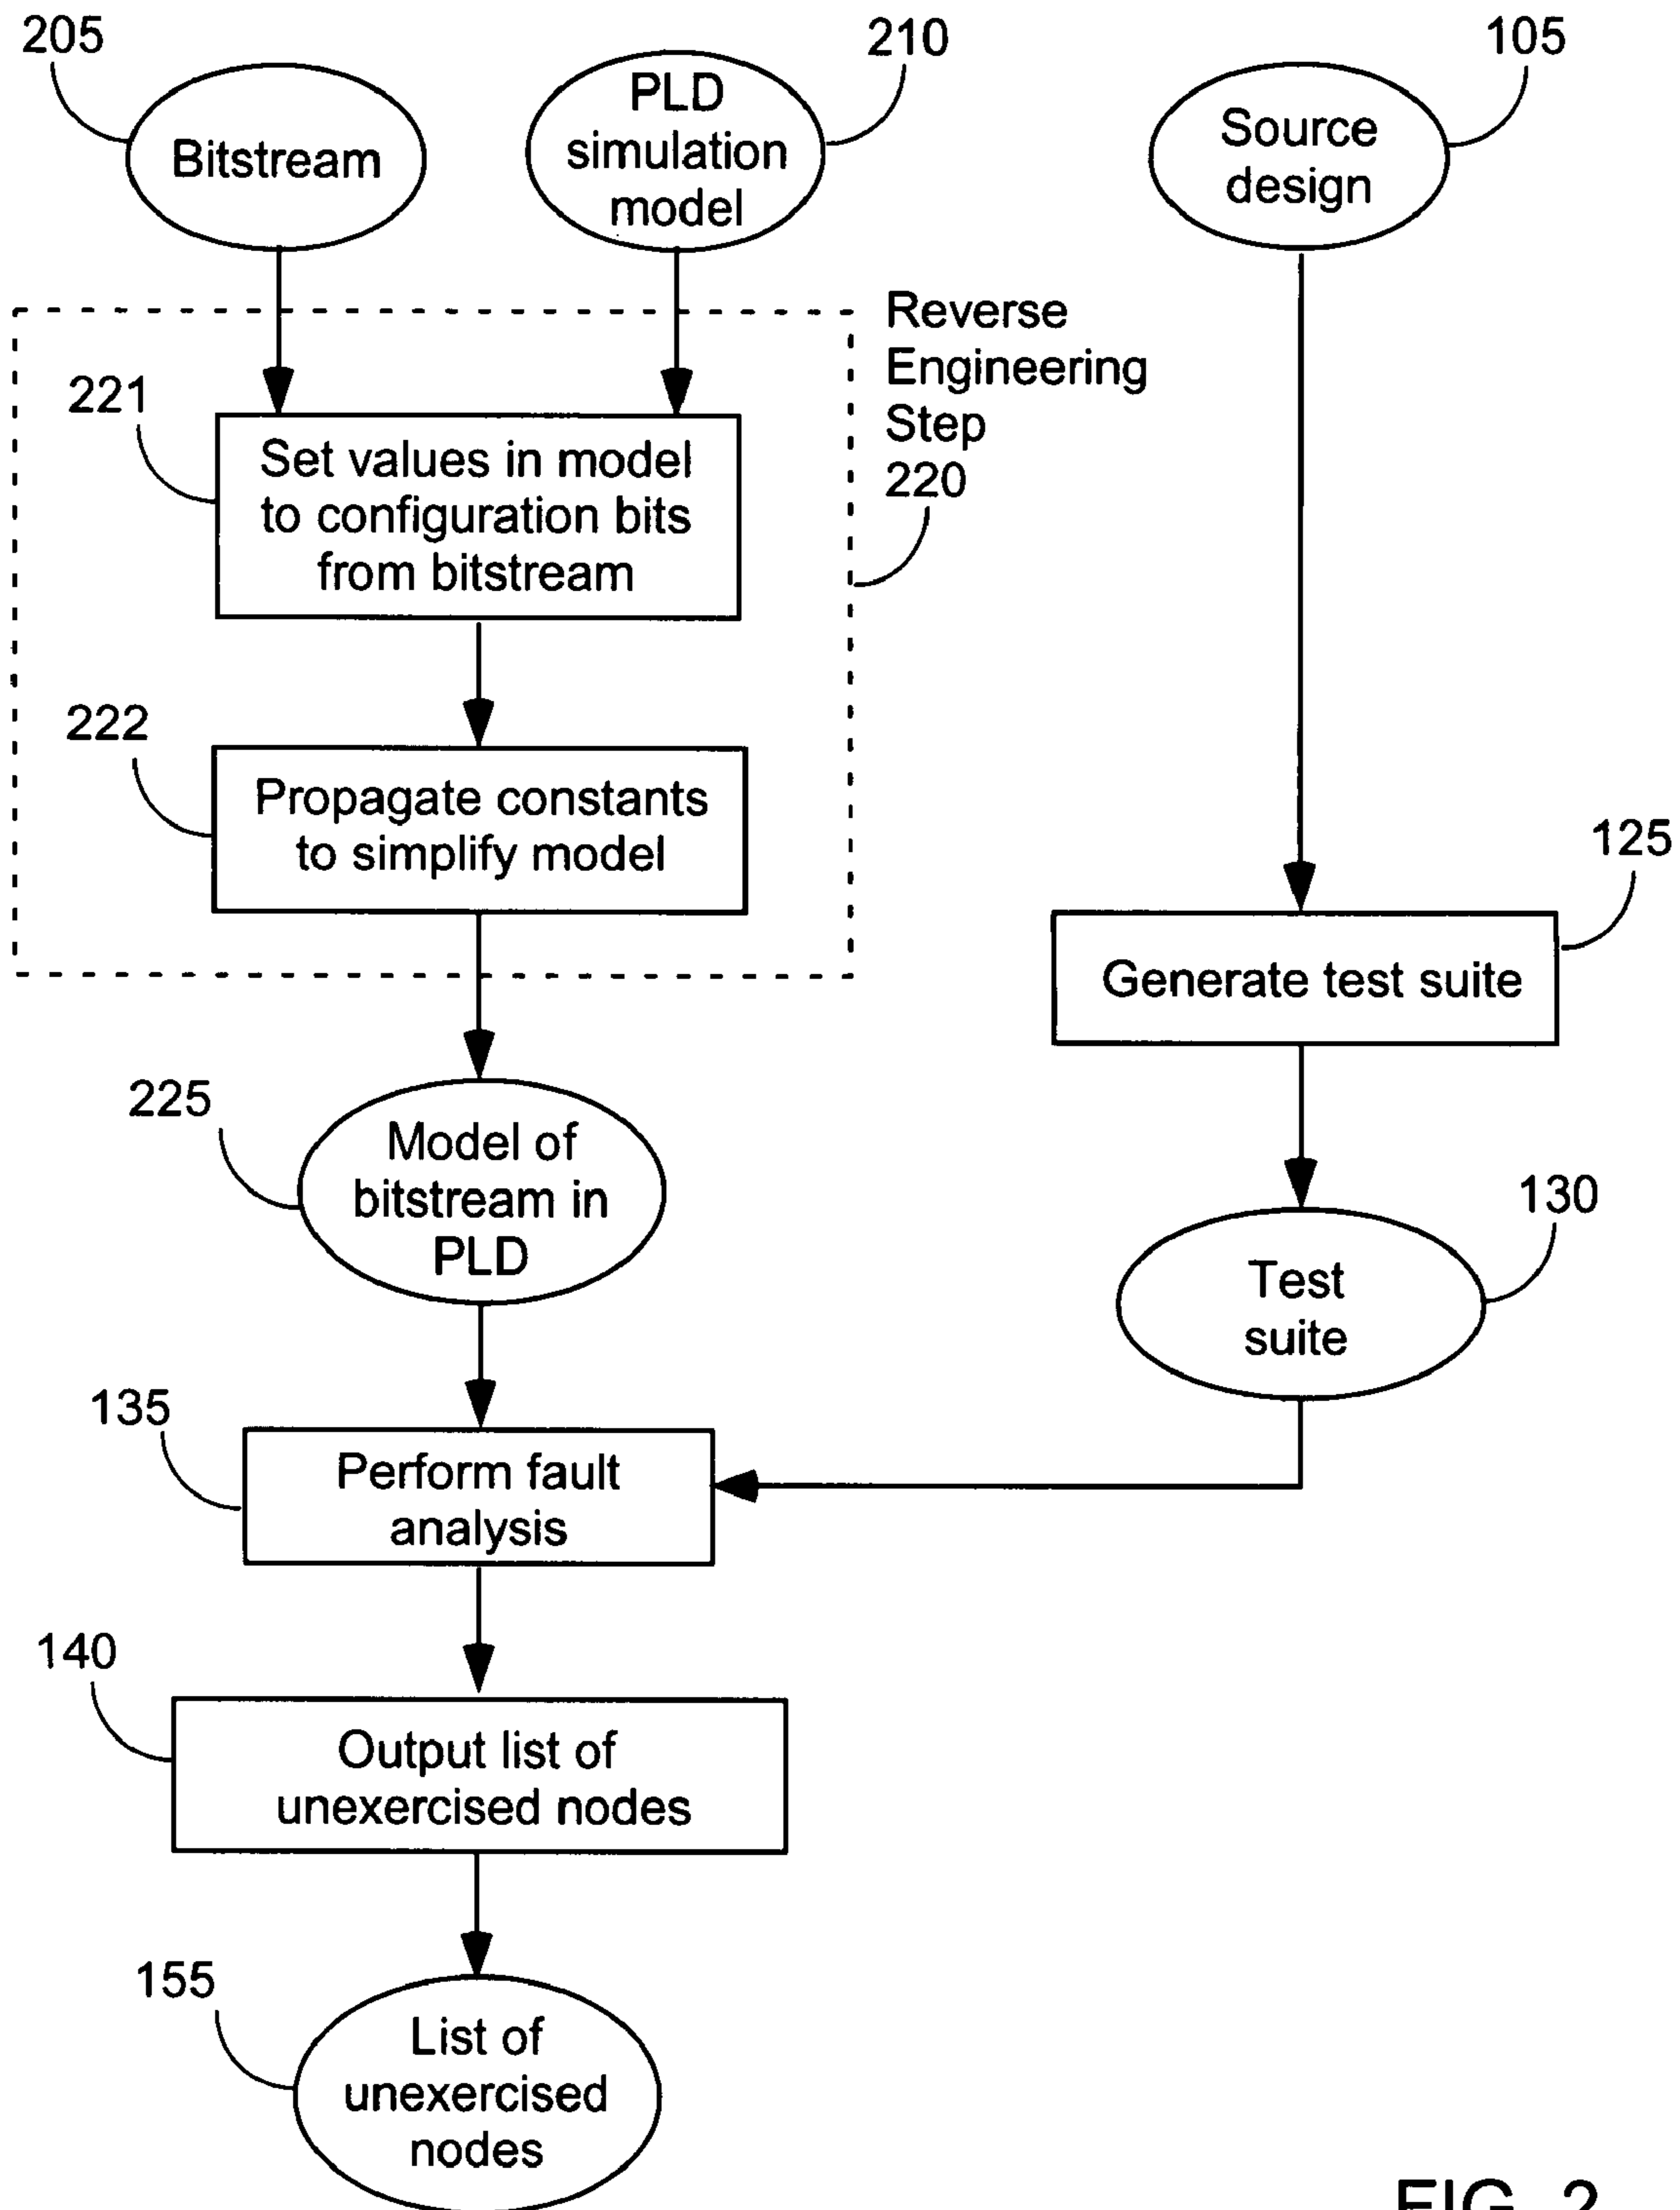 205
210
105
Bitstream
PLD
simulation
model
Source
design
Reverse
Engineering
Step
220
221
Set values in model
to configuration bits
from bitstream
222
Propagate constants
to simplify model
125
Generate test suite
225
Model of
bitstream in
PLD
130
Test
suite
135
Perform fault
analysis
140
Output list of
unexercised nodes
155
List of
unexercised
nodes
FIG. 2